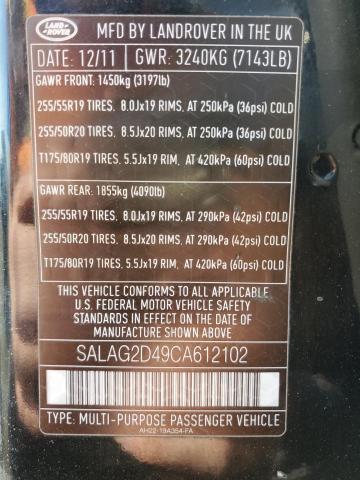 LAND ROVER
MFD BY LANDROVER IN THE UK
DATE: 12/11 GWR: 3240KG (7143LB)
GAWR FRONT: 1450kg (3197lb)
255/55R19 TIRES, 8.0Jx19 RIMS, AT 250kPa (36psi) COLD
255/50R20 TIRES, 8.5Jx20 RIMS, AT 250kPa (36psi) COLD
T175/80R19 TIRES, 5.5Jx19 RIM, AT 420kPa (60psi) COLD
GAWR REAR: 1855kg (4090lb)
255/55R19 TIRES, 8.0Jx19 RIMS, AT 290kPa (42psi) COLD
255/50R20 TIRES, 8.5Jx20 RIMS, AT 290kPa (42psi) COLD
T175/80R19 TIRES, 5.5Jx19 RIM, AT 420kPa (60psi) COLD
THIS VEHICLE CONFORMS TO ALL APPLICABLE
U.S. FEDERAL MOTOR VEHICLE SAFETY
STANDARDS IN EFFECT ON THE DATE OF
MANUFACTURE SHOWN ABOVE
SALAG2D49CA612102
TYPE: MULTI-PURPOSE PASSENGER VEHICLE
AH22-19A354-FA